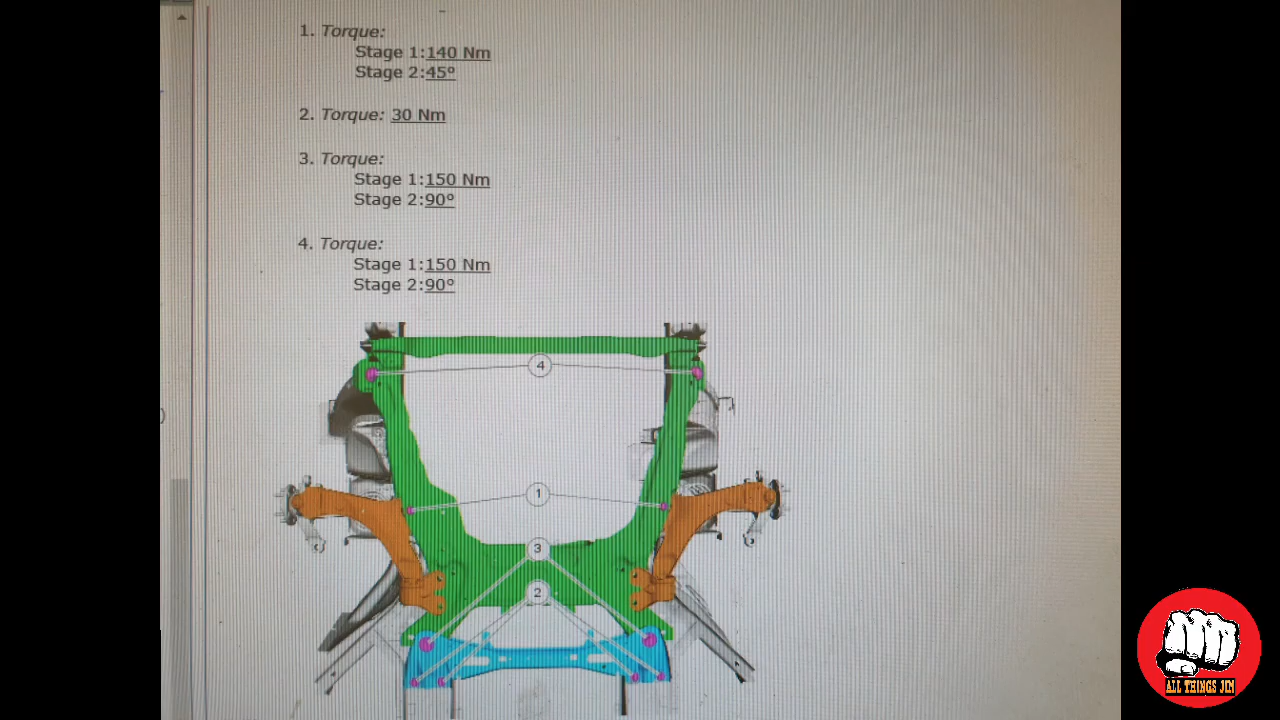 1. Torque:
Stage 1:140 Nm
Stage 2:45°
2. Torque: 30 Nm
3. Torque:
Stage 1:150 Nm
Stage 2:90°
4. Torque:
Stage 1:150 Nm
Stage 2:90°
4
1
3
2
)
ALL THINGS JIN